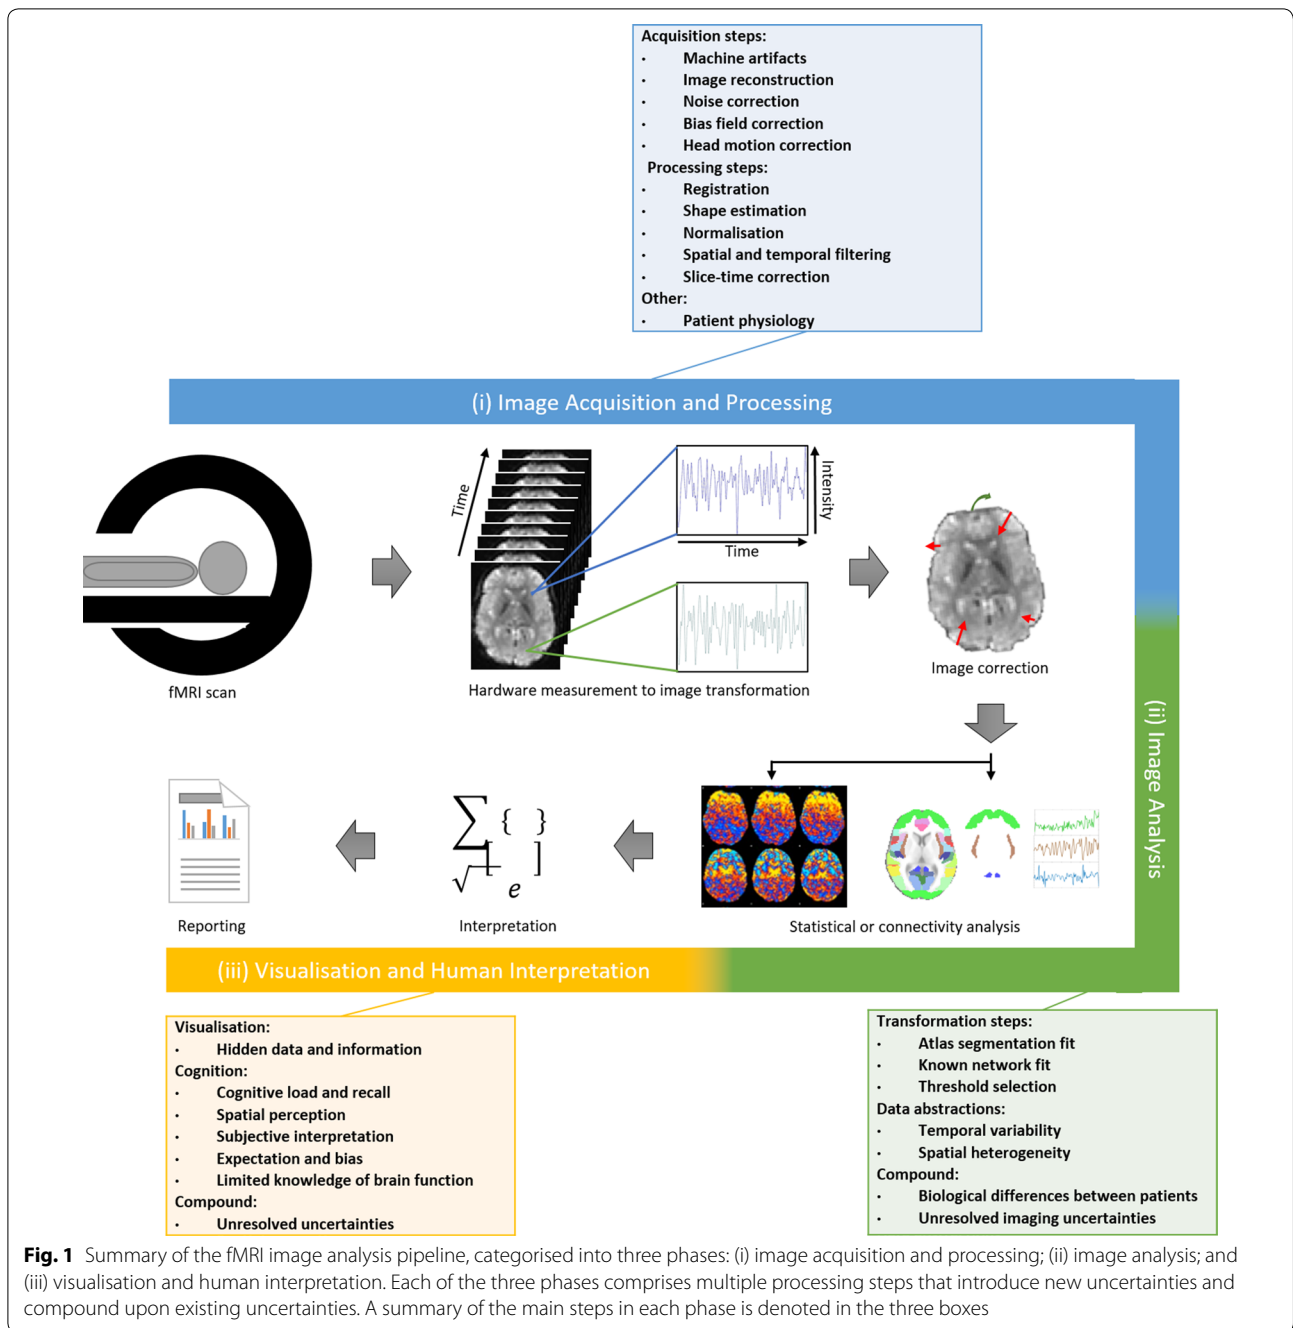 Acquisition steps:
· Machine artifacts
· Image reconstruction
· Noise correction
· Bias field correction
· Head motion correction
Processing steps:
· Registration
· Shape estimation
· Normalisation
· Spatial and temporal filtering
· Slice-time correction
Other:
· Patient physiology
(i) Image Acquisition and Processing
Time
Intensity
Time
fMRI scan
Hardware measurement to image transformation
Image correction
(ii) Image Analysis
∑ { }
√ [ ]
e
Reporting
Interpretation
Statistical or connectivity analysis
(iii) Visualisation and Human Interpretation
Visualisation:
· Hidden data and information
Cognition:
· Cognitive load and recall
· Spatial perception
· Subjective interpretation
· Expectation and bias
· Limited knowledge of brain function
Compound:
· Unresolved uncertainties
Transformation steps:
· Atlas segmentation fit
· Known network fit
· Threshold selection
Data abstractions:
· Temporal variability
· Spatial heterogeneity
Compound:
· Biological differences between patients
· Unresolved imaging uncertainties
Fig. 1 Summary of the fMRI image analysis pipeline, categorised into three phases: (i) image acquisition and processing; (ii) image analysis; and
(iii) visualisation and human interpretation. Each of the three phases comprises multiple processing steps that introduce new uncertainties and
compound upon existing uncertainties. A summary of the main steps in each phase is denoted in the three boxes